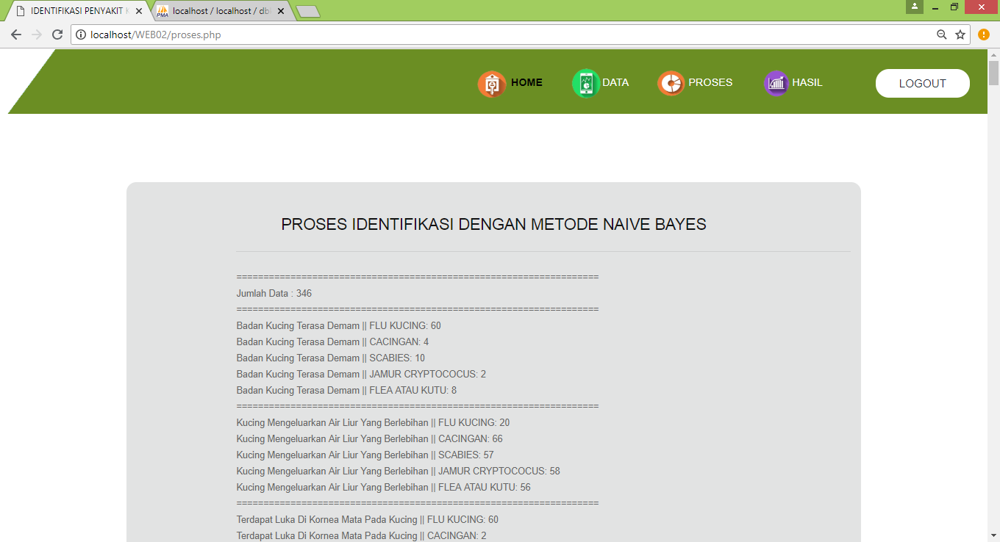 IDENTIFIKASI PENYAKIT K
localhost / localhost / db
localhost/WEB02/proses.php
HOME
DATA
PROSES
HASIL
LOGOUT
PROSES IDENTIFIKASI DENGAN METODE NAIVE BAYES
===================================================================
Jumlah Data : 346
===================================================================
Badan Kucing Terasa Demam || FLU KUCING: 60
Badan Kucing Terasa Demam || CACINGAN: 4
Badan Kucing Terasa Demam || SCABIES: 10
Badan Kucing Terasa Demam || JAMUR CRYPTOCOCUS: 2
Badan Kucing Terasa Demam || FLEA ATAU KUTU: 8
===================================================================
Kucing Mengeluarkan Air Liur Yang Berlebihan || FLU KUCING: 20
Kucing Mengeluarkan Air Liur Yang Berlebihan || CACINGAN: 66
Kucing Mengeluarkan Air Liur Yang Berlebihan || SCABIES: 57
Kucing Mengeluarkan Air Liur Yang Berlebihan || JAMUR CRYPTOCOCUS: 58
Kucing Mengeluarkan Air Liur Yang Berlebihan || FLEA ATAU KUTU: 56
===================================================================
Terdapat Luka Di Kornea Mata Pada Kucing || FLU KUCING: 60
Terdapat Luka Di Kornea Mata Pada Kucing || CACINGAN: 2